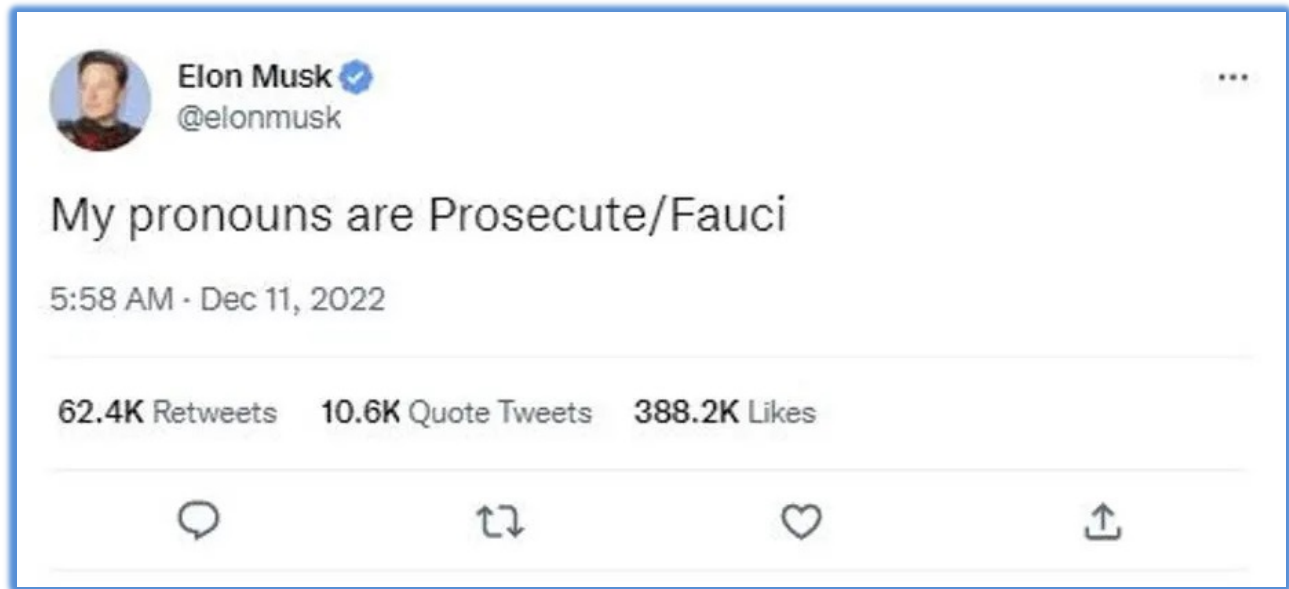 Elon Musk
@elonmusk
My pronouns are Prosecute/Fauci
5:58 AM · Dec 11, 2022
62.4K Retweets 10.6K Quote Tweets 388.2K Likes